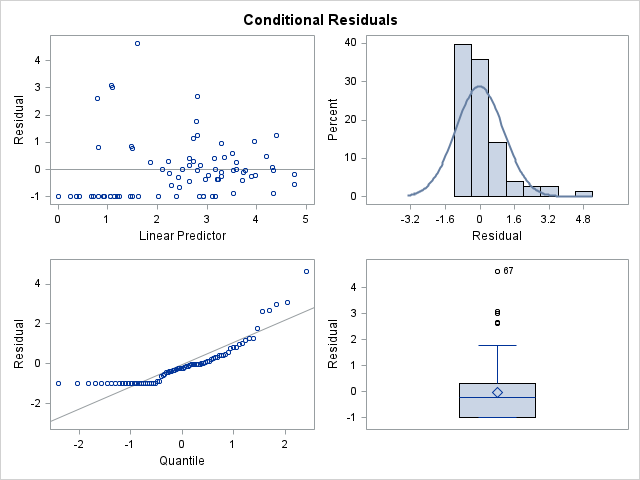 Conditional Residuals
Residual
4
3
2
1
0
-1
0 1 2 3 4 5
Linear Predictor
Percent
40
30
20
10
0
-3.2 -1.6 0 1.6 3.2 4.8
Residual
Residual
4
2
0
-2
-2 -1 0 1 2
Quantile
Residual
4
3
2
1
0
-1
67